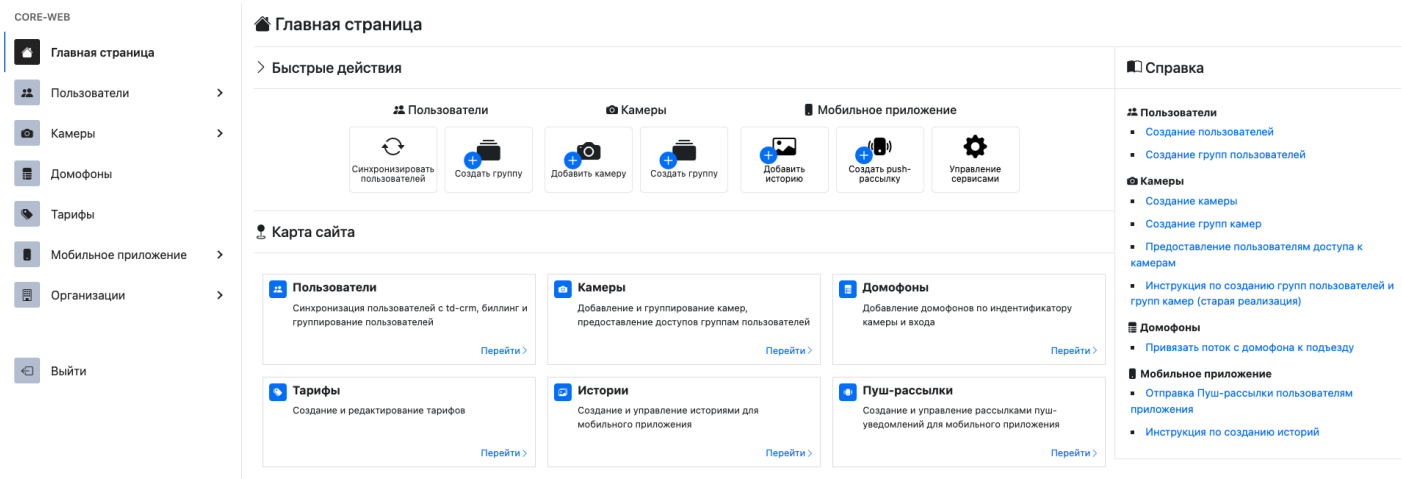 CORE-WEB
Главная страница
Пользователи
Камеры
Домофоны
Тарифы
Мобильное приложение
Организации
Выйти
Главная страница
Быстрые действия
Пользователи
Камеры
Мобильное приложение
Синхронизировать
пользователей
Создать группу
Добавить камеру
Создать группу
Добавить
историю
Создать push-
рассылку
Управление
сервисами
Карта сайта
Пользователи
Синхронизация пользователей с td-crm, биллинг и
группирование пользователей
Перейти
Камеры
Добавление и группирование камер,
предоставление доступов группам пользователей
Перейти
Домофоны
Добавление домофонов по индентификатору
камеры и входа
Перейти
Тарифы
Создание и редактирование тарифов
Перейти
Истории
Создание и управление историями для
мобильного приложения
Перейти
Пуш-рассылки
Создание и управление рассылками пуш-
уведомлений для мобильного приложения
Перейти
Справка
Пользователи
Создание пользователей
Создание групп пользователей
Камеры
Создание камеры
Создание групп камер
Предоставление пользователям доступа к
камерам
Инструкция по созданию групп пользователей и
групп камер (старая реализация)
Домофоны
Привязать поток с домофона к подъезду
Мобильное приложение
Отправка Пуш-рассылки пользователям
приложения
Инструкция по созданию историй